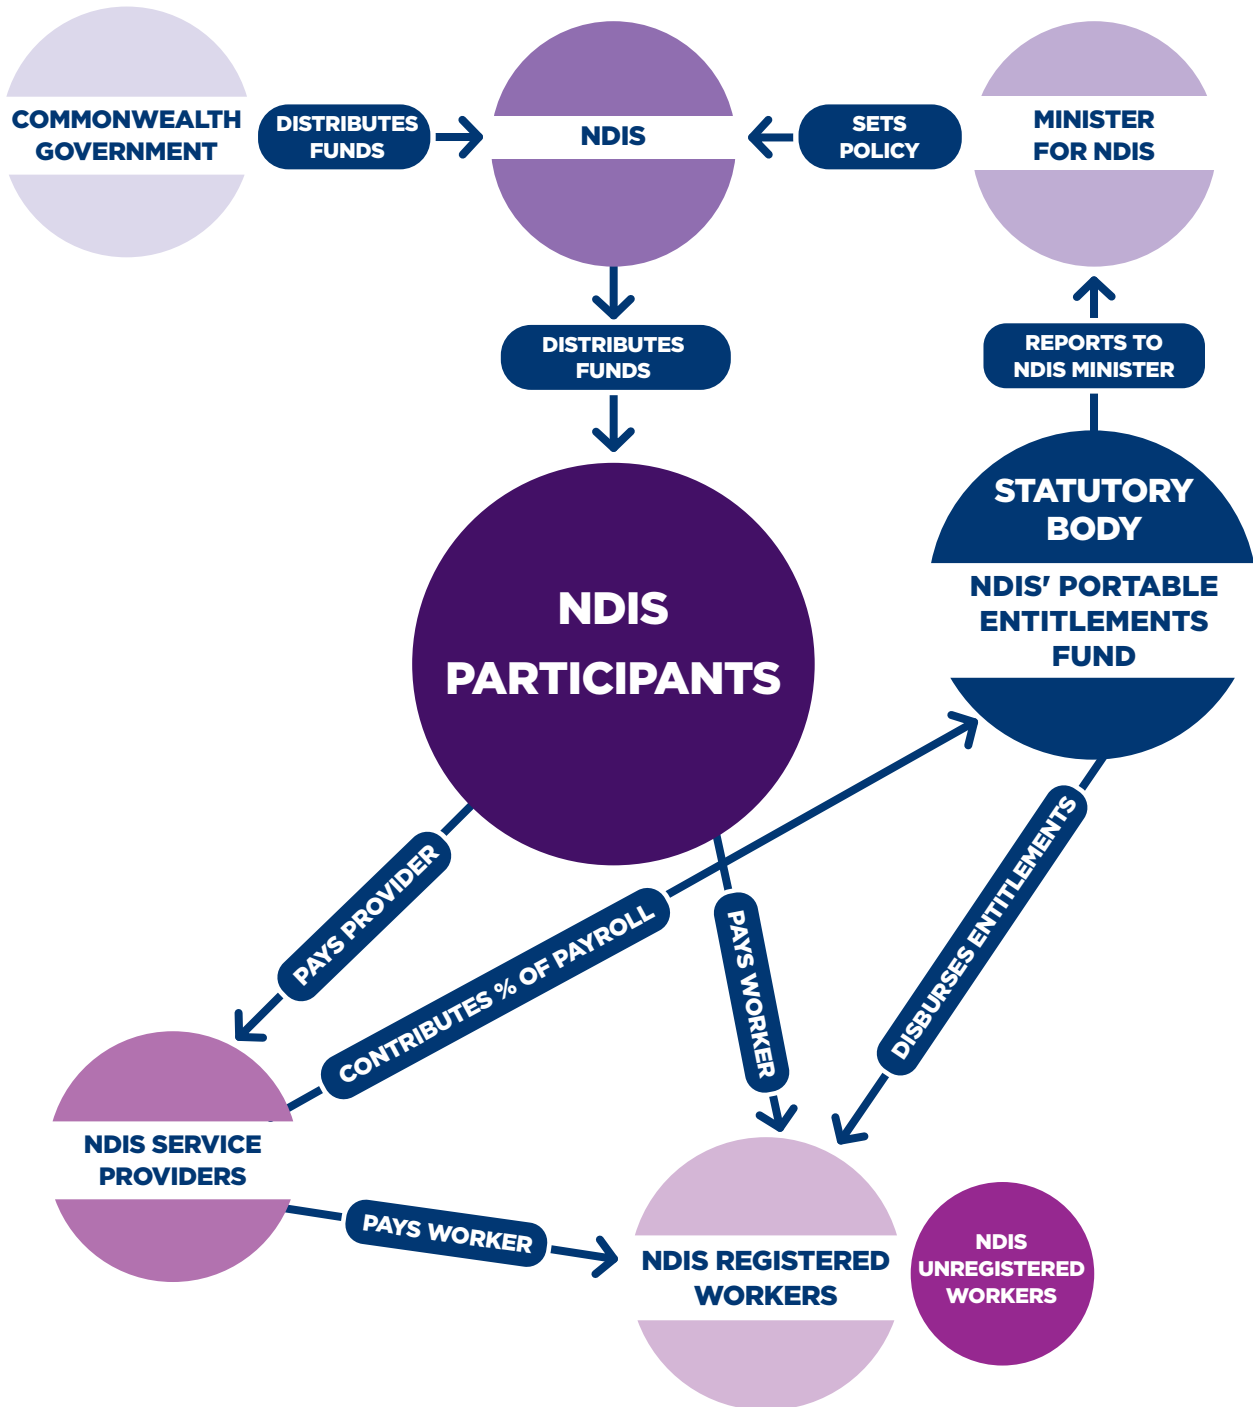 COMMONWEALTH
GOVERNMENT
DISTRIBUTES
FUNDS
NDIS
SETS
POLICY
MINISTER
FOR NDIS
DISTRIBUTES
FUNDS
REPORTS TO
NDIS MINISTER
STATUTORY
BODY
NDIS' PORTABLE
ENTITLEMENTS
FUND
NDIS
PARTICIPANTS
PAYS PROVIDER
CONTRIBUTES % OF PAYROLL
PAYS WORKER
DISBURSES ENTITLEMENTS
NDIS SERVICE
PROVIDERS
PAYS WORKER
NDIS REGISTERED
WORKERS
NDIS
UNREGISTERED
WORKERS